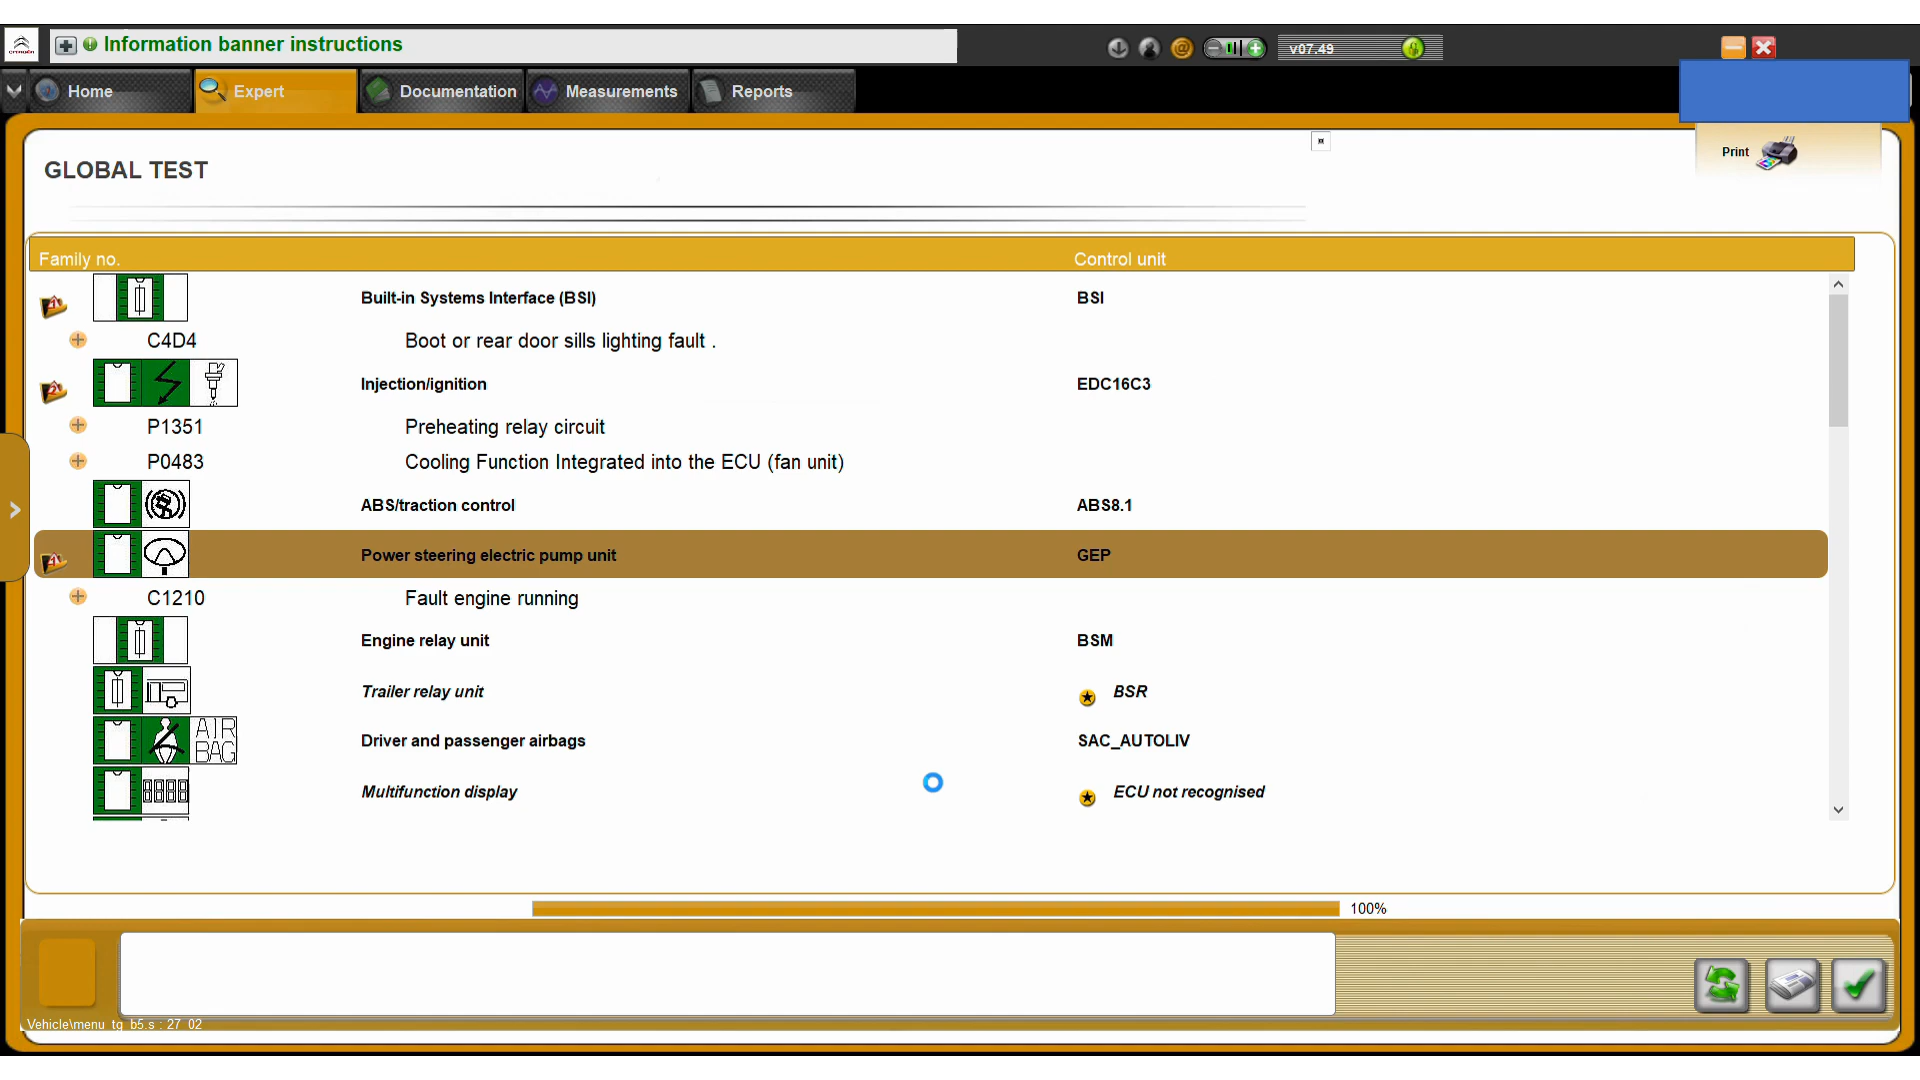 Information banner instructions
v07.49
Home
Expert
Documentation
Measurements
Reports
Print
GLOBAL TEST
Family no.
Control unit
Built-in Systems Interface (BSI)
BSI
C4D4
Boot or rear door sills lighting fault .
Injection/ignition
EDC16C3
P1351
Preheating relay circuit
P0483
Cooling Function Integrated into the ECU (fan unit)
ABS/traction control
ABS8.1
Power steering electric pump unit
GEP
C1210
Fault engine running
Engine relay unit
BSM
Trailer relay unit
BSR
AIR
BAG
Driver and passenger airbags
SAC_AUTOLIV
8888
Multifunction display
ECU not recognised
100%
Vehicle\menu_tg_b5.s : 27_02